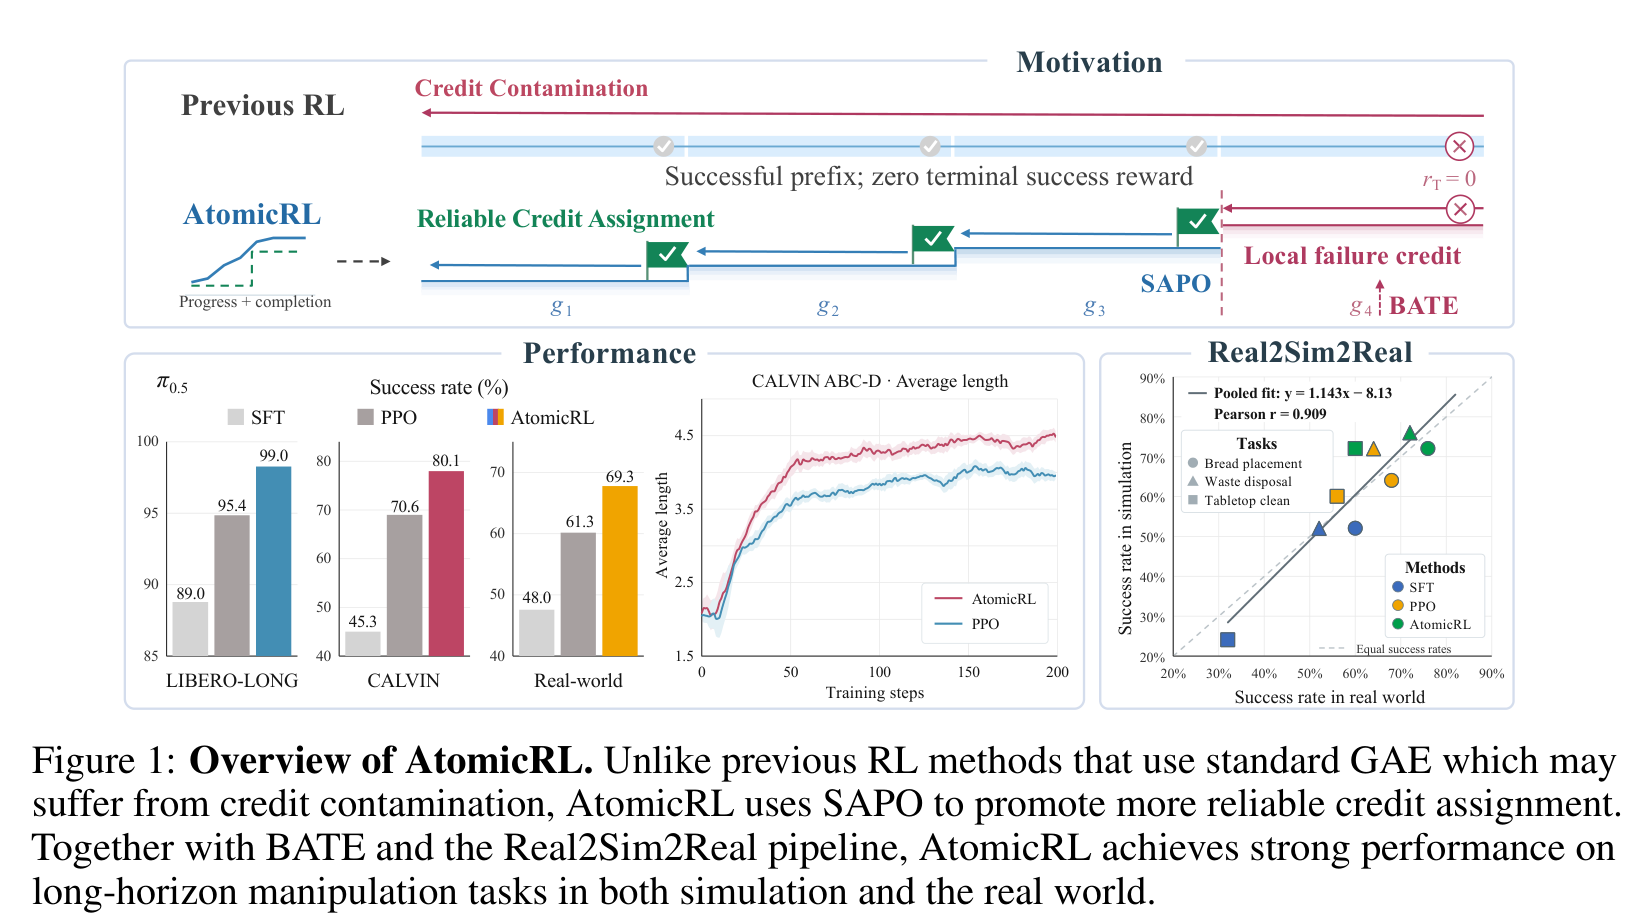 Motivation
Previous RL
Credit Contamination
Successful prefix; zero terminal success reward
r_T = 0
AtomicRL
Progress + completion
Reliable Credit Assignment
g_1
g_2
g_3
SAPO
Local failure credit
g_4
BATE
Performance
π_0.5
Success rate (%)
SFT
PPO
AtomicRL
100
95
90
85
89.0
95.4
99.0
LIBERO-LONG
80
70
60
50
40
45.3
70.6
80.1
CALVIN
70
60
50
40
48.0
61.3
69.3
Real-world
CALVIN ABC-D · Average length
Average length
4.5
3.5
2.5
1.5
AtomicRL
PPO
0 50 100 150 200
Training steps
Real2Sim2Real
Success rate in simulation
90%
80%
70%
60%
50%
40%
30%
20%
Pooled fit: y = 1.143x − 8.13
Pearson r = 0.909
Tasks
Bread placement
Waste disposal
Tabletop clean
Methods
SFT
PPO
AtomicRL
Equal success rates
20% 30% 40% 50% 60% 70% 80% 90%
Success rate in real world
Figure 1: Overview of AtomicRL. Unlike previous RL methods that use standard GAE which may
suffer from credit contamination, AtomicRL uses SAPO to promote more reliable credit assignment.
Together with BATE and the Real2Sim2Real pipeline, AtomicRL achieves strong performance on
long-horizon manipulation tasks in both simulation and the real world.